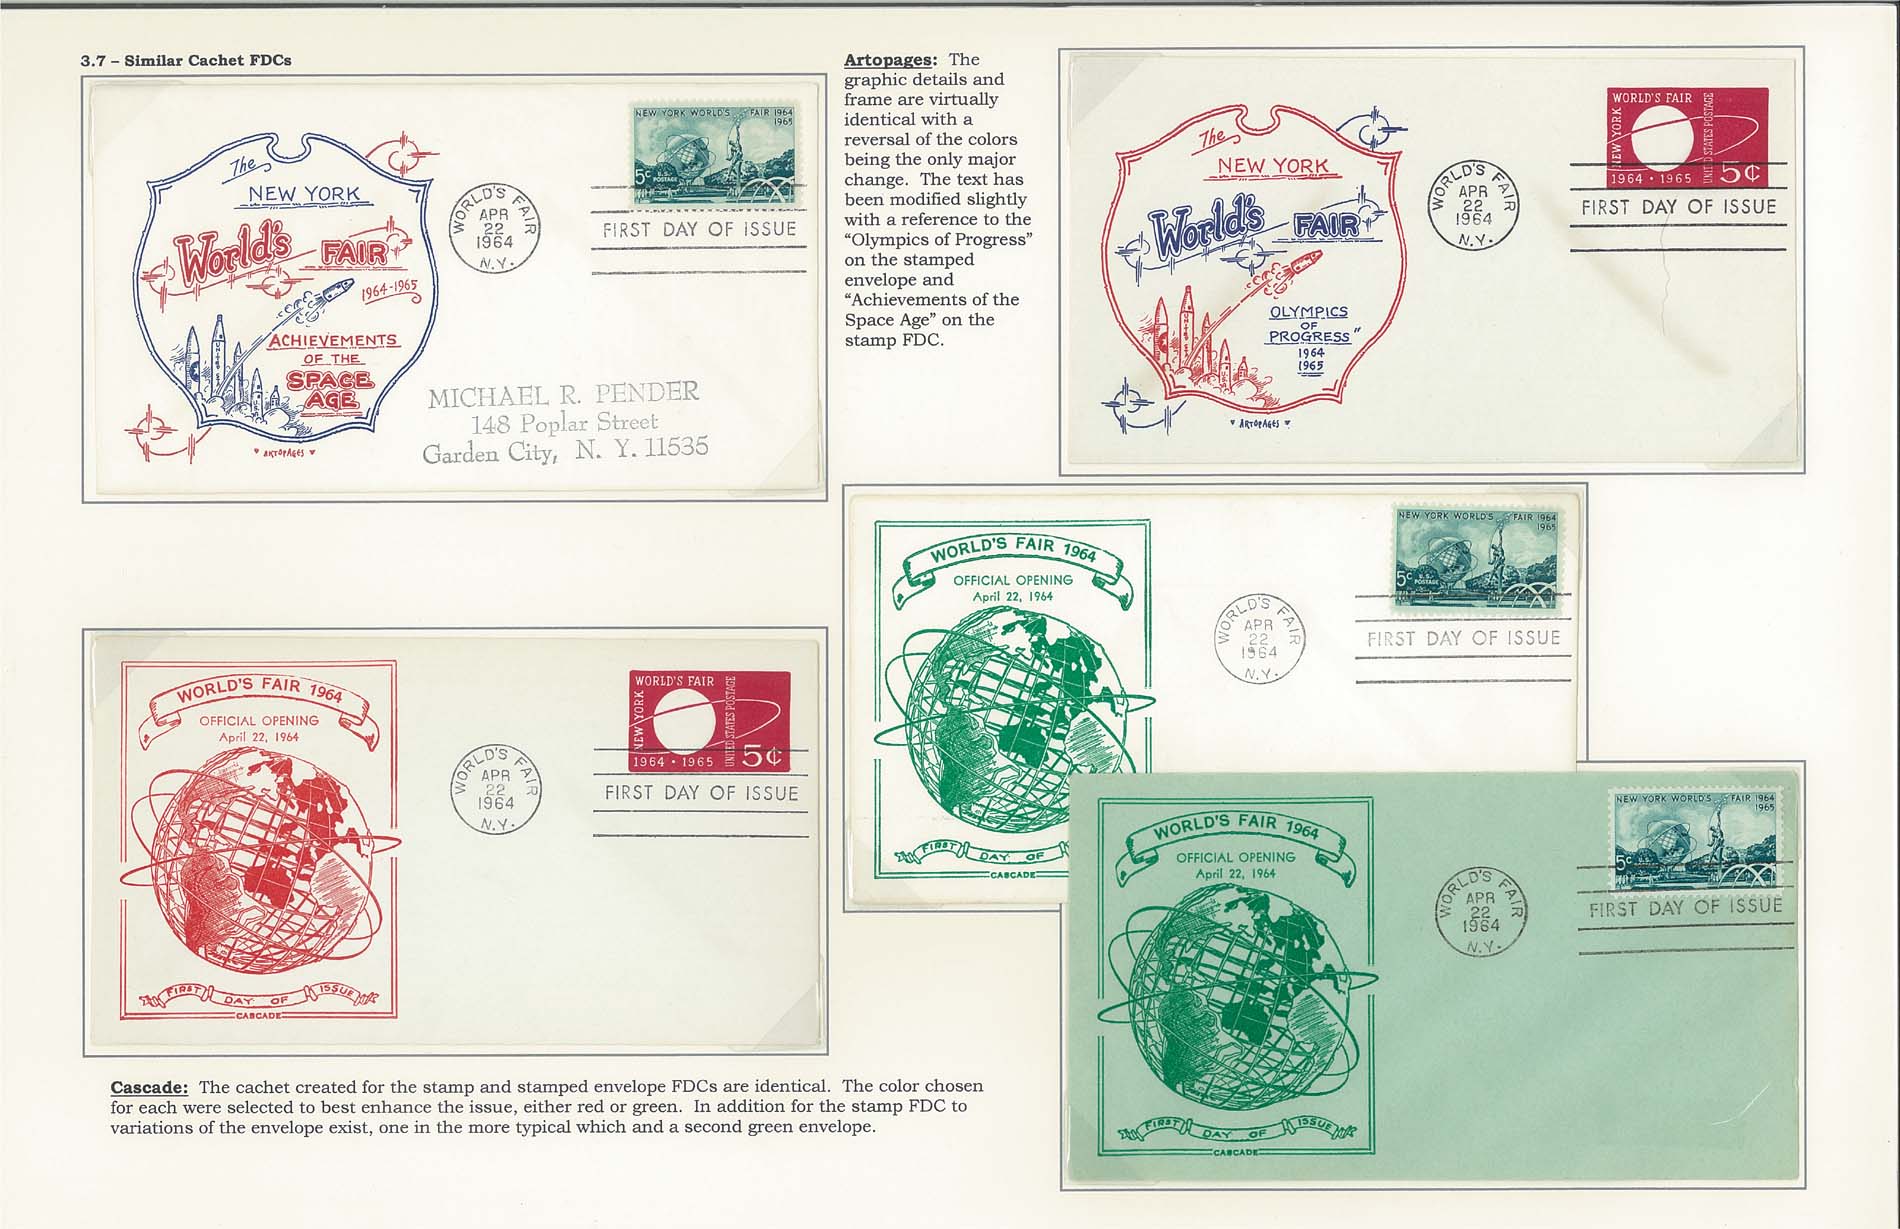 3.7 – Similar Cachet FDCs
The
NEW YORK
World's FAIR
1964-1965
ACHIEVEMENTS
OF THE
SPACE
AGE
UNITED STATES
ARTOPAGES
WORLD'S FAIR
APR
22
1964
N.Y.
NEW YORK WORLD'S FAIR 1964
1965
5c U.S.
POSTAGE
FIRST DAY OF ISSUE
MICHAEL R. PENDER
148 Poplar Street
Garden City, N. Y. 11535
Artopages: The
graphic details and
frame are virtually
identical with a
reversal of the colors
being the only major
change. The text has
been modified slightly
with a reference to the
“Olympics of Progress”
on the stamped
envelope and
“Achievements of the
Space Age” on the
stamp FDC.
The
NEW YORK
World's FAIR
OLYMPICS
OF
PROGRESS"
1964
1965
ARTOPAGES
WORLD'S FAIR
APR
22
1964
N.Y.
WORLD'S FAIR
NEW YORK
UNITED STATES POSTAGE
1964 · 1965 5¢
FIRST DAY OF ISSUE
WORLD'S FAIR 1964
OFFICIAL OPENING
April 22, 1964
FIRST DAY OF
CASCADE
WORLD'S FAIR
APR
22
1964
N.Y.
NEW YORK WORLD'S FAIR 1964
1965
5c U.S.
POSTAGE
FIRST DAY OF ISSUE
WORLD'S FAIR 1964
OFFICIAL OPENING
April 22, 1964
FIRST DAY OF ISSUE
CASCADE
WORLD'S FAIR
APR
22
1964
N.Y.
WORLD'S FAIR
NEW YORK
UNITED STATES POSTAGE
1964 · 1965 5¢
FIRST DAY OF ISSUE
WORLD'S FAIR 1964
OFFICIAL OPENING
April 22, 1964
FIRST DAY OF ISSUE
CASCADE
WORLD'S FAIR
APR
22
1964
N.Y.
NEW YORK WORLD'S FAIR 1964
1965
5c
FIRST DAY OF ISSUE
Cascade: The cachet created for the stamp and stamped envelope FDCs are identical. The color chosen
for each were selected to best enhance the issue, either red or green. In addition for the stamp FDC to
variations of the envelope exist, one in the more typical which and a second green envelope.